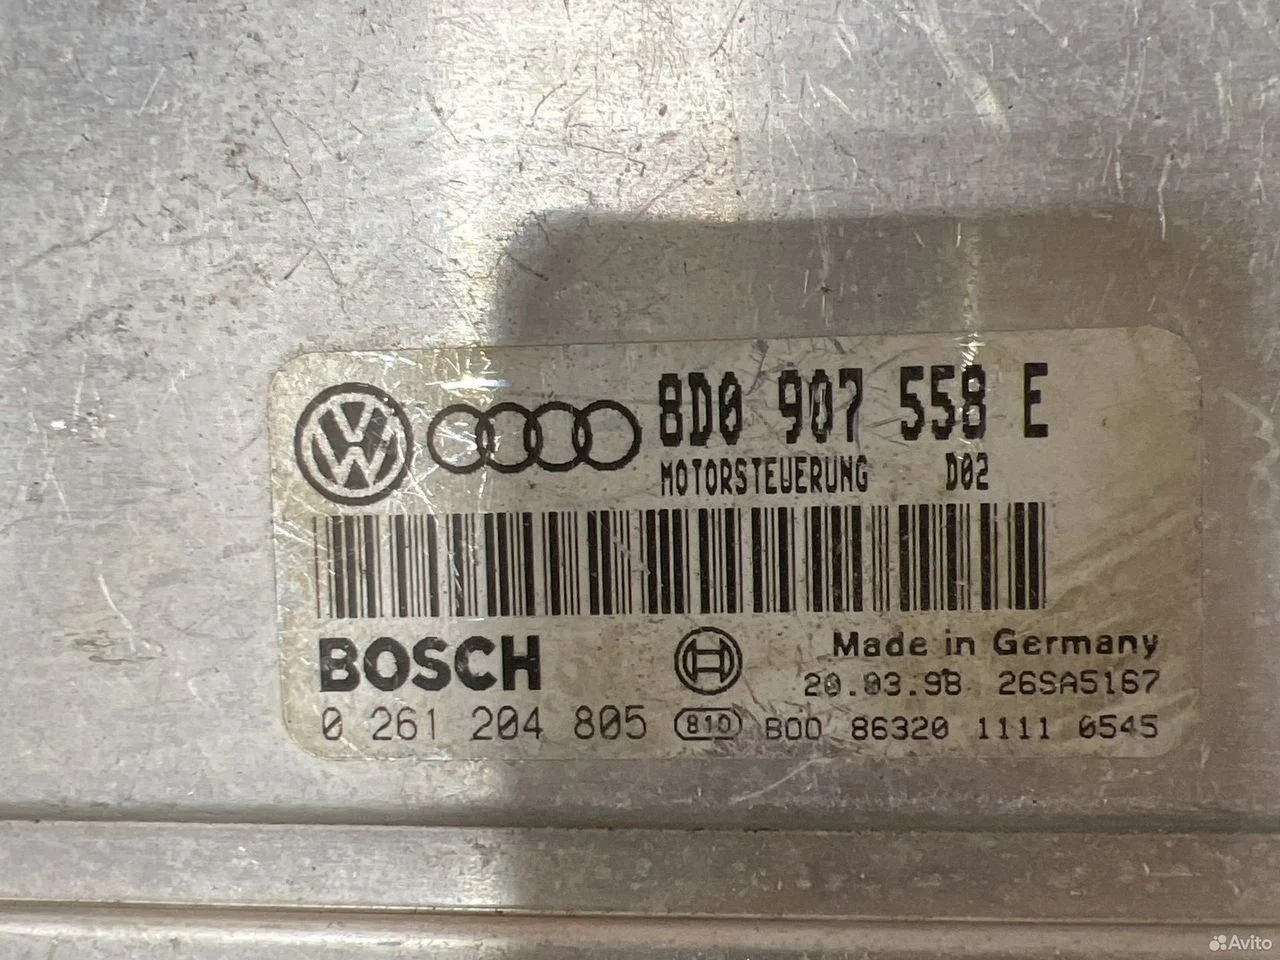 8D0 907 558 E
MOTORSTEUERUNG D02
BOSCH
Made in Germany
20.03.98 26SA5167
0 261 204 805 810 B00 86320 1111 0545
Avito